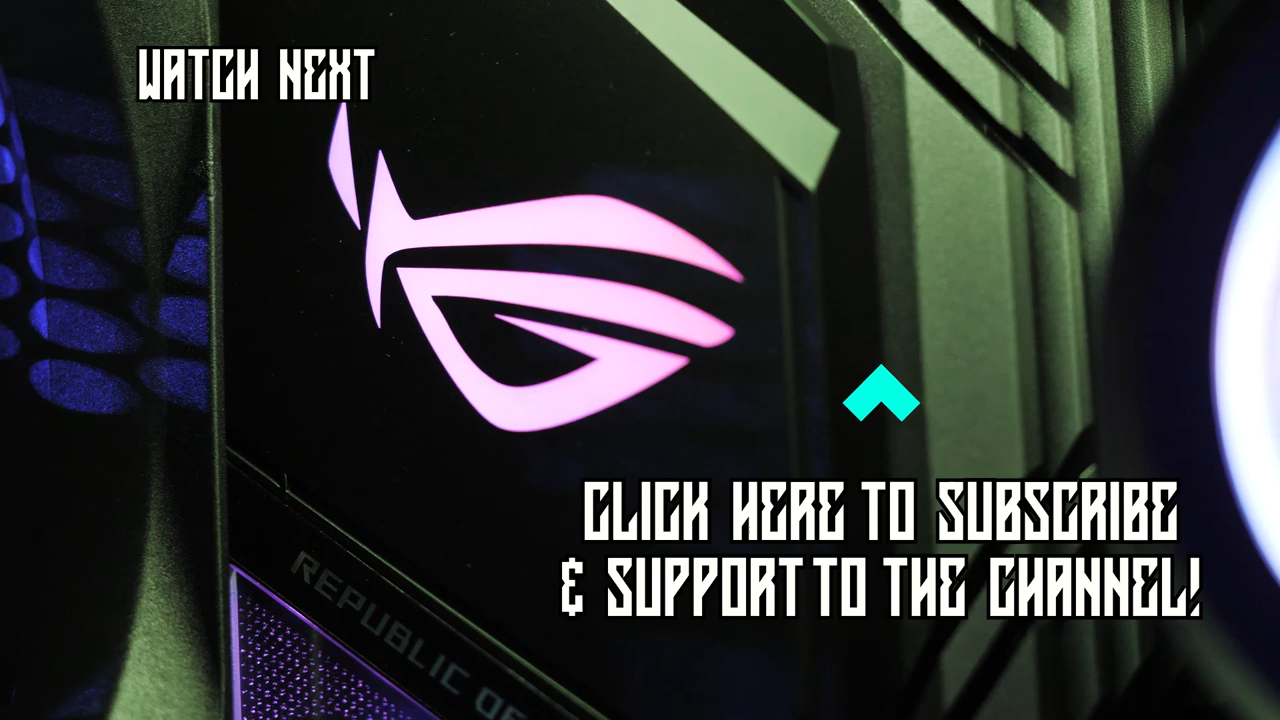 WATCH NEXT
CLICK HERE TO SUBSCRIBE
& SUPPORT TO THE CHANNEL!
REPUBLIC OF